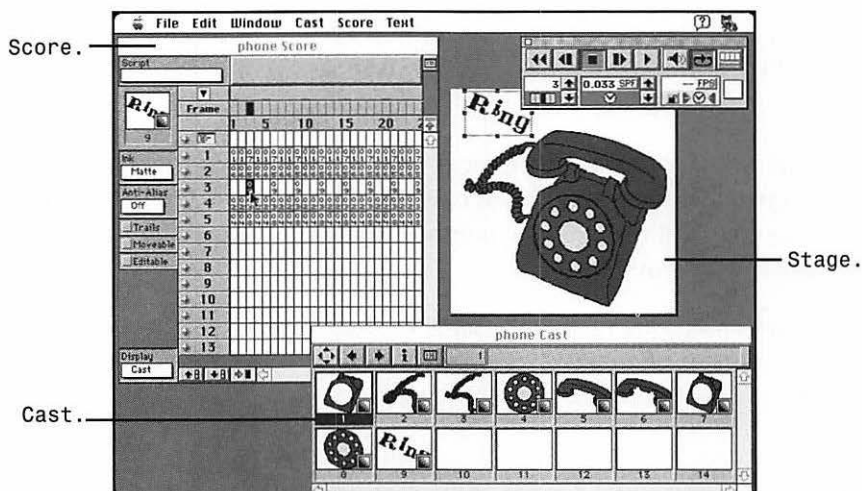 File Edit Window Cast Score Text
Score.
phone Score
Script
Frame
1 5 10 15 20
9
Ring
Ink
Matte
Anti-Alias
Off
Trails
Moveable
Editable
1
2
3
4
5
6
7
8
9
10
11
12
13
Display
Cast
3 0.033 SPF -- FPS
Ring
Stage.
phone Cast
1
Cast.
1 2 3 4 5 6 7
Ring
8 9 10 11 12 13 14